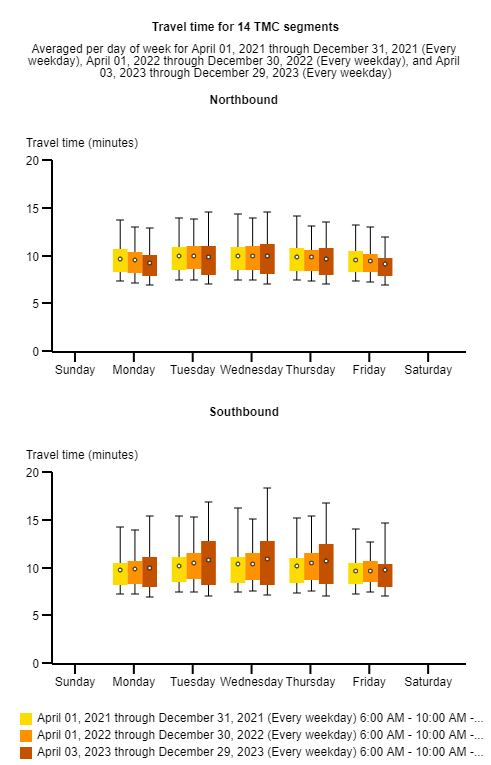 Travel time for 14 TMC segments
Averaged per day of week for April 01, 2021 through December 31, 2021 (Every
weekday), April 01, 2022 through December 30, 2022 (Every weekday), and April
03, 2023 through December 29, 2023 (Every weekday)
Northbound
Travel time (minutes)
20
15
10
5
0
Sunday Monday Tuesday Wednesday Thursday Friday Saturday
Southbound
Travel time (minutes)
20
15
10
5
0
Sunday Monday Tuesday Wednesday Thursday Friday Saturday
April 01, 2021 through December 31, 2021 (Every weekday) 6:00 AM - 10:00 AM -...
April 01, 2022 through December 30, 2022 (Every weekday) 6:00 AM - 10:00 AM -...
April 03, 2023 through December 29, 2023 (Every weekday) 6:00 AM - 10:00 AM -...